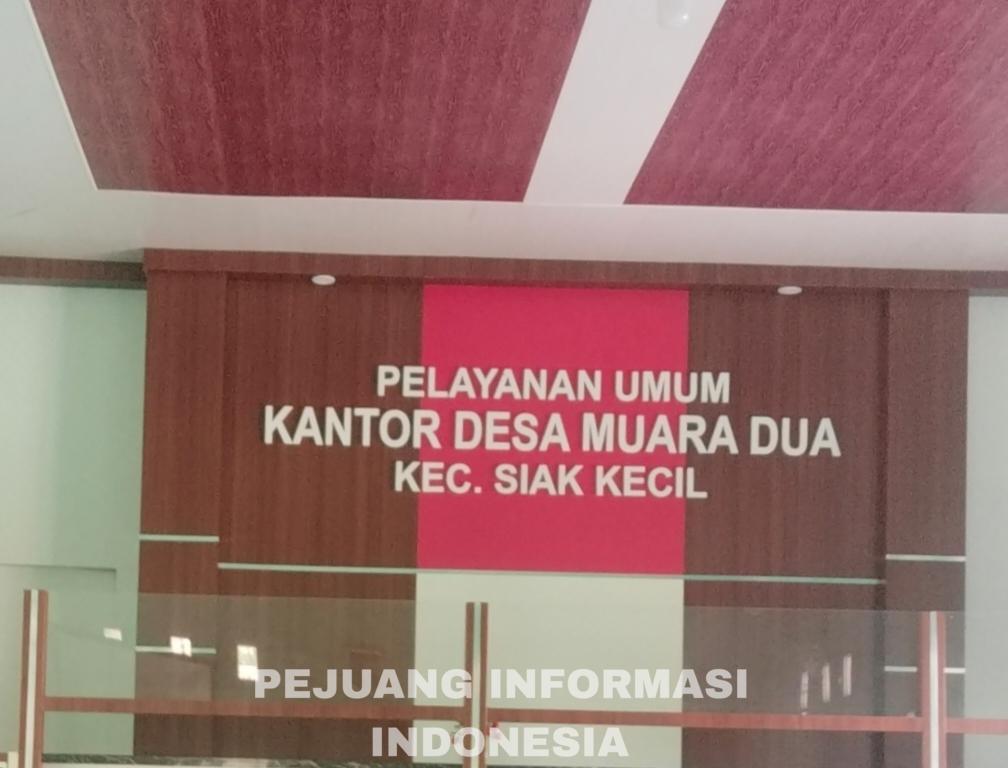 PELAYANAN UMUM
KANTOR DESA MUARA DUA
KEC. SIAK KECIL
PEJUANG INFORMASI
INDONESIA